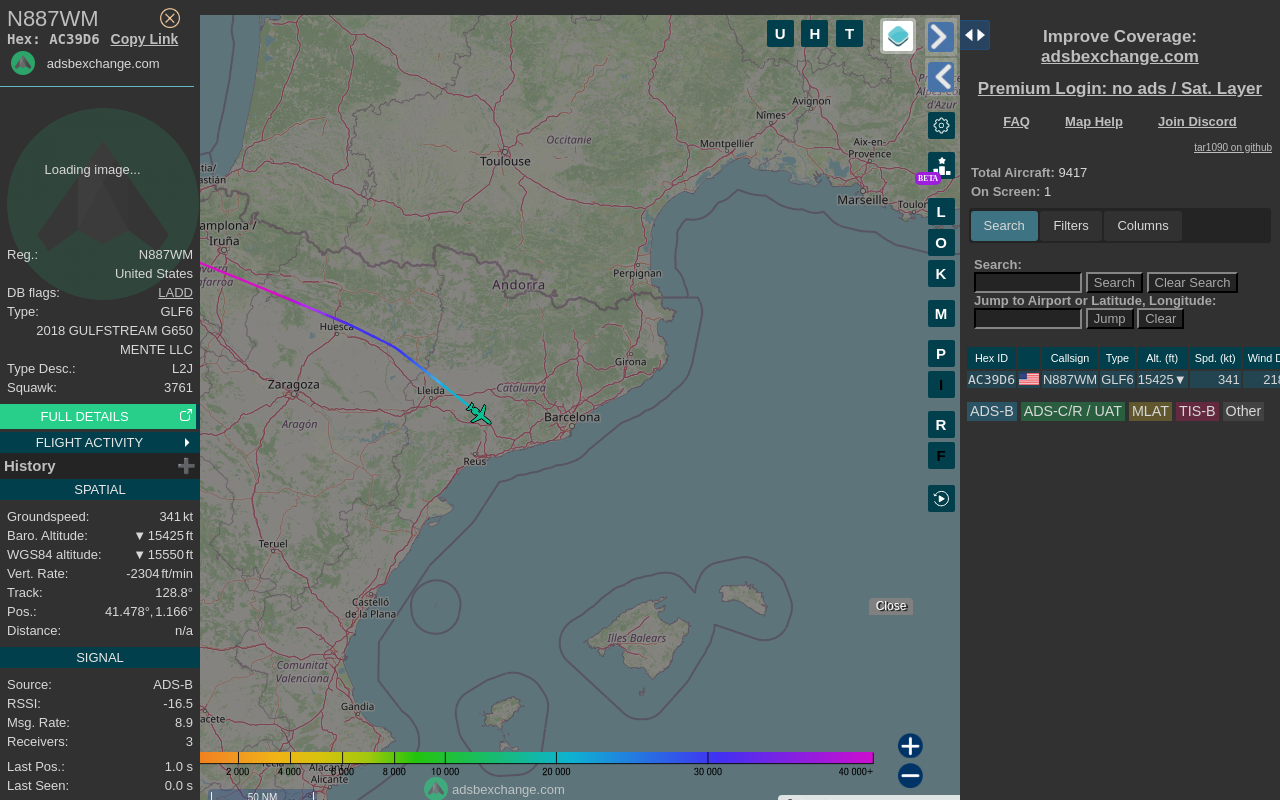 N887WM
Hex: AC39D6 Copy Link
adsbexchange.com
Loading image...
Reg.: N887WM
United States
DB flags: LADD
Type: GLF6
2018 GULFSTREAM G650
MENTE LLC
Type Desc.: L2J
Squawk: 3761
FULL DETAILS
FLIGHT ACTIVITY
History
SPATIAL
Groundspeed: 341 kt
Baro. Altitude: ▼ 15425 ft
WGS84 altitude: ▼ 15550 ft
Vert. Rate: -2304 ft/min
Track: 128.8°
Pos.: 41.478°, 1.166°
Distance: n/a
SIGNAL
Source: ADS-B
RSSI: -16.5
Msg. Rate: 8.9
Receivers: 3
Last Pos.: 1.0 s
Last Seen: 0.0 s
U H T
Avignon
Nîmes
d'Azur
Occitanie
Montpellier
Aix-en-
Provence
Toulouse
BETA
Marseille
Toulon
L
O
K
M
P
I
R
F
amplona /
Iruña
Perpignan
Andorra
Huesca
Girona
Zaragoza
Lleida
Catalunya
Aragón
Barcelona
Reus
Teruel
Castelló
de la Plana
Close
Illes Balears
Comunitat
Valenciana
Gandia
acete
Alacant /
Alicante
2 000 4 000 6 000 8 000 10 000 20 000 30 000 40 000+
adsbexchange.com
50 NM
Improve Coverage:
adsbexchange.com
Premium Login: no ads / Sat. Layer
FAQ Map Help Join Discord
tar1090 on github
Total Aircraft: 9417
On Screen: 1
Search Filters Columns
Search:
Search Clear Search
Jump to Airport or Latitude, Longitude:
Jump Clear
Hex ID Callsign Type Alt. (ft) Spd. (kt) Wind D
AC39D6 N887WM GLF6 15425▼ 341 218
ADS-B ADS-C/R / UAT MLAT TIS-B Other